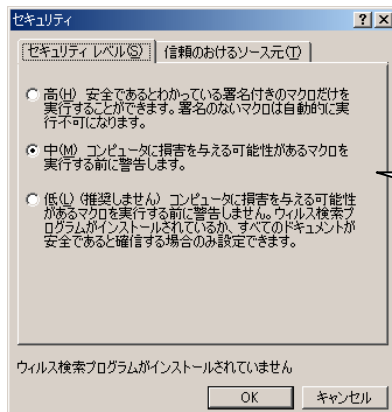 セキュリティ
セキュリティ レベル(S)
信頼のおけるソース元(T)
高(H) 安全であるとわかっている署名付きのマクロだけを
実行することができます。署名のないマクロは自動的に実
行不可になります。
中(M) コンピュータに損害を与える可能性があるマクロを
実行する前に警告します。
低(L) (推奨しません) コンピュータに損害を与える可能性
があるマクロを実行する前に警告しません。ウィルス検索プ
ログラムがインストールされているか、すべてのドキュメントが
安全であると確信する場合のみ設定できます。
ウィルス検索プログラムがインストールされていません
OK
キャンセル